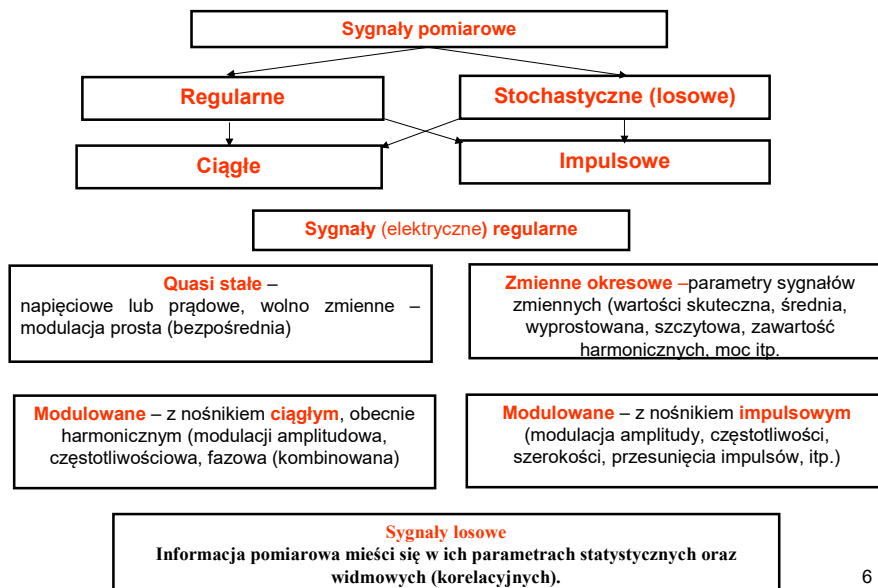 Sygnały pomiarowe
Regularne
Stochastyczne (losowe)
Ciągłe
Impulsowe
Sygnały (elektryczne) regularne
Quasi stałe –
napięciowe lub prądowe, wolno zmienne –
modulacja prosta (bezpośrednia)
Zmienne okresowe –parametry sygnałów
zmiennych (wartości skuteczna, średnia,
wyprostowana, szczytowa, zawartość
harmonicznych, moc itp.
Modulowane – z nośnikiem ciągłym, obecnie
harmonicznym (modulacji amplitudowa,
częstotliwościowa, fazowa (kombinowana)
Modulowane – z nośnikiem impulsowym
(modulacja amplitudy, częstotliwości,
szerokości, przesunięcia impulsów, itp.)
Sygnały losowe
Informacja pomiarowa mieści się w ich parametrach statystycznych oraz
widmowych (korelacyjnych).
6